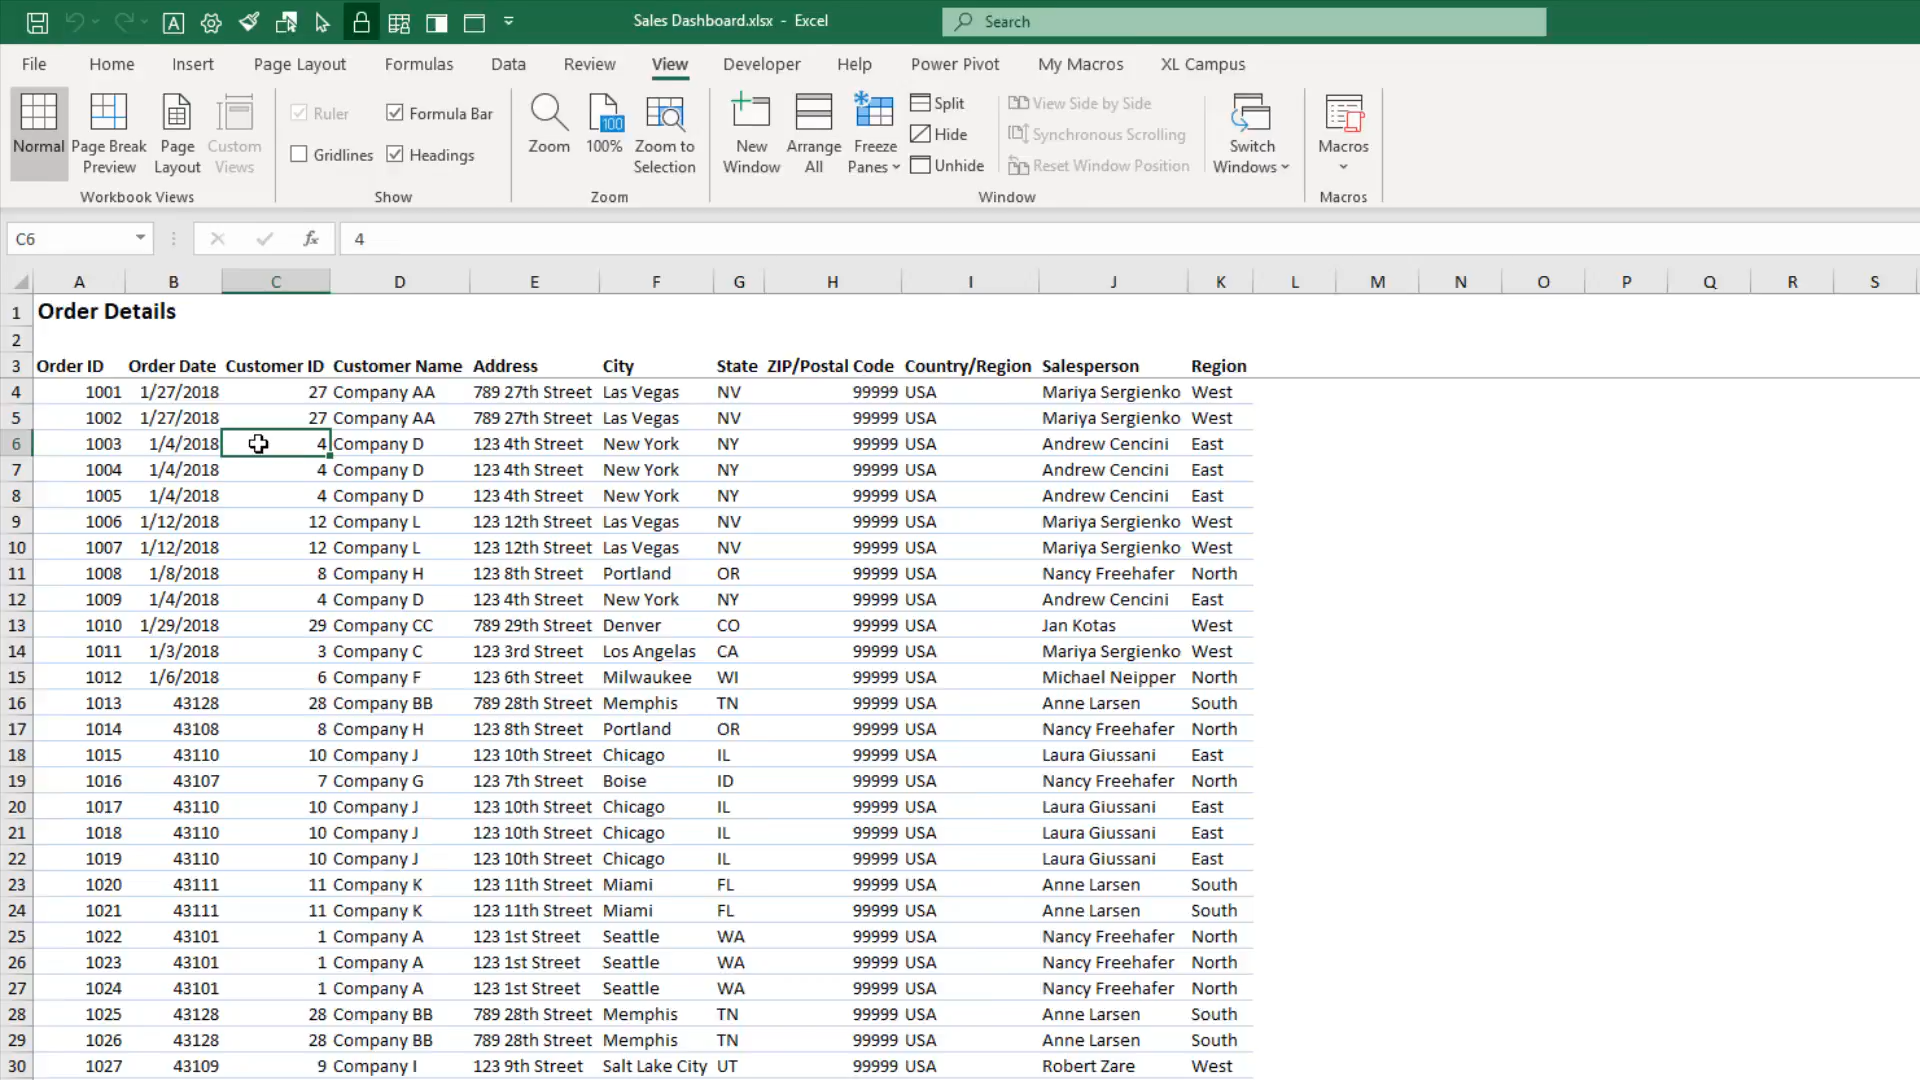 Sales Dashboard.xlsx - Excel
Search
File Home Insert Page Layout Formulas Data Review View Developer Help Power Pivot My Macros XL Campus
Normal
Page Break Preview
Page Layout
Custom Views
Workbook Views
Ruler
Formula Bar
Gridlines
Headings
Show
Zoom
100
100%
Zoom to Selection
Zoom
New Window
Arrange All
Freeze Panes
Split
Hide
Unhide
View Side by Side
Synchronous Scrolling
Reset Window Position
Window
Switch Windows
Macros
Macros
C6 fx 4
A B C D E F G H I J K L M N O P Q R S
1 Order Details
2
3 Order ID Order Date Customer ID Customer Name Address City State ZIP/Postal Code Country/Region Salesperson Region
4 1001 1/27/2018 27 Company AA 789 27th Street Las Vegas NV 99999 USA Mariya Sergienko West
5 1002 1/27/2018 27 Company AA 789 27th Street Las Vegas NV 99999 USA Mariya Sergienko West
6 1003 1/4/2018 4 Company D 123 4th Street New York NY 99999 USA Andrew Cencini East
7 1004 1/4/2018 4 Company D 123 4th Street New York NY 99999 USA Andrew Cencini East
8 1005 1/4/2018 4 Company D 123 4th Street New York NY 99999 USA Andrew Cencini East
9 1006 1/12/2018 12 Company L 123 12th Street Las Vegas NV 99999 USA Mariya Sergienko West
10 1007 1/12/2018 12 Company L 123 12th Street Las Vegas NV 99999 USA Mariya Sergienko West
11 1008 1/8/2018 8 Company H 123 8th Street Portland OR 99999 USA Nancy Freehafer North
12 1009 1/4/2018 4 Company D 123 4th Street New York NY 99999 USA Andrew Cencini East
13 1010 1/29/2018 29 Company CC 789 29th Street Denver CO 99999 USA Jan Kotas West
14 1011 1/3/2018 3 Company C 123 3rd Street Los Angelas CA 99999 USA Mariya Sergienko West
15 1012 1/6/2018 6 Company F 123 6th Street Milwaukee WI 99999 USA Michael Neipper North
16 1013 43128 28 Company BB 789 28th Street Memphis TN 99999 USA Anne Larsen South
17 1014 43108 8 Company H 123 8th Street Portland OR 99999 USA Nancy Freehafer North
18 1015 43110 10 Company J 123 10th Street Chicago IL 99999 USA Laura Giussani East
19 1016 43107 7 Company G 123 7th Street Boise ID 99999 USA Nancy Freehafer North
20 1017 43110 10 Company J 123 10th Street Chicago IL 99999 USA Laura Giussani East
21 1018 43110 10 Company J 123 10th Street Chicago IL 99999 USA Laura Giussani East
22 1019 43110 10 Company J 123 10th Street Chicago IL 99999 USA Laura Giussani East
23 1020 43111 11 Company K 123 11th Street Miami FL 99999 USA Anne Larsen South
24 1021 43111 11 Company K 123 11th Street Miami FL 99999 USA Anne Larsen South
25 1022 43101 1 Company A 123 1st Street Seattle WA 99999 USA Nancy Freehafer North
26 1023 43101 1 Company A 123 1st Street Seattle WA 99999 USA Nancy Freehafer North
27 1024 43101 1 Company A 123 1st Street Seattle WA 99999 USA Nancy Freehafer North
28 1025 43128 28 Company BB 789 28th Street Memphis TN 99999 USA Anne Larsen South
29 1026 43128 28 Company BB 789 28th Street Memphis TN 99999 USA Anne Larsen South
30 1027 43109 9 Company I 123 9th Street Salt Lake City UT 99999 USA Robert Zare West